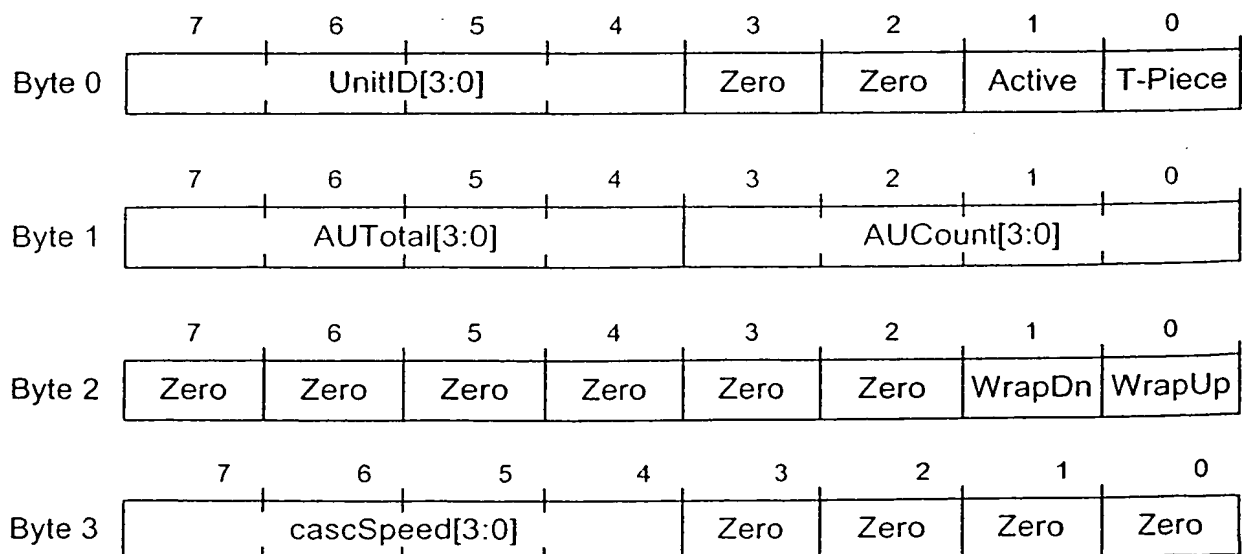 7 6 5 4 3 2 1 0
Byte 0 UnitID[3:0] Zero Zero Active T-Piece
7 6 5 4 3 2 1 0
Byte 1 AUTotal[3:0] AUCount[3:0]
7 6 5 4 3 2 1 0
Byte 2 Zero Zero Zero Zero Zero Zero WrapDn WrapUp
7 6 5 4 3 2 1 0
Byte 3 cascSpeed[3:0] Zero Zero Zero Zero